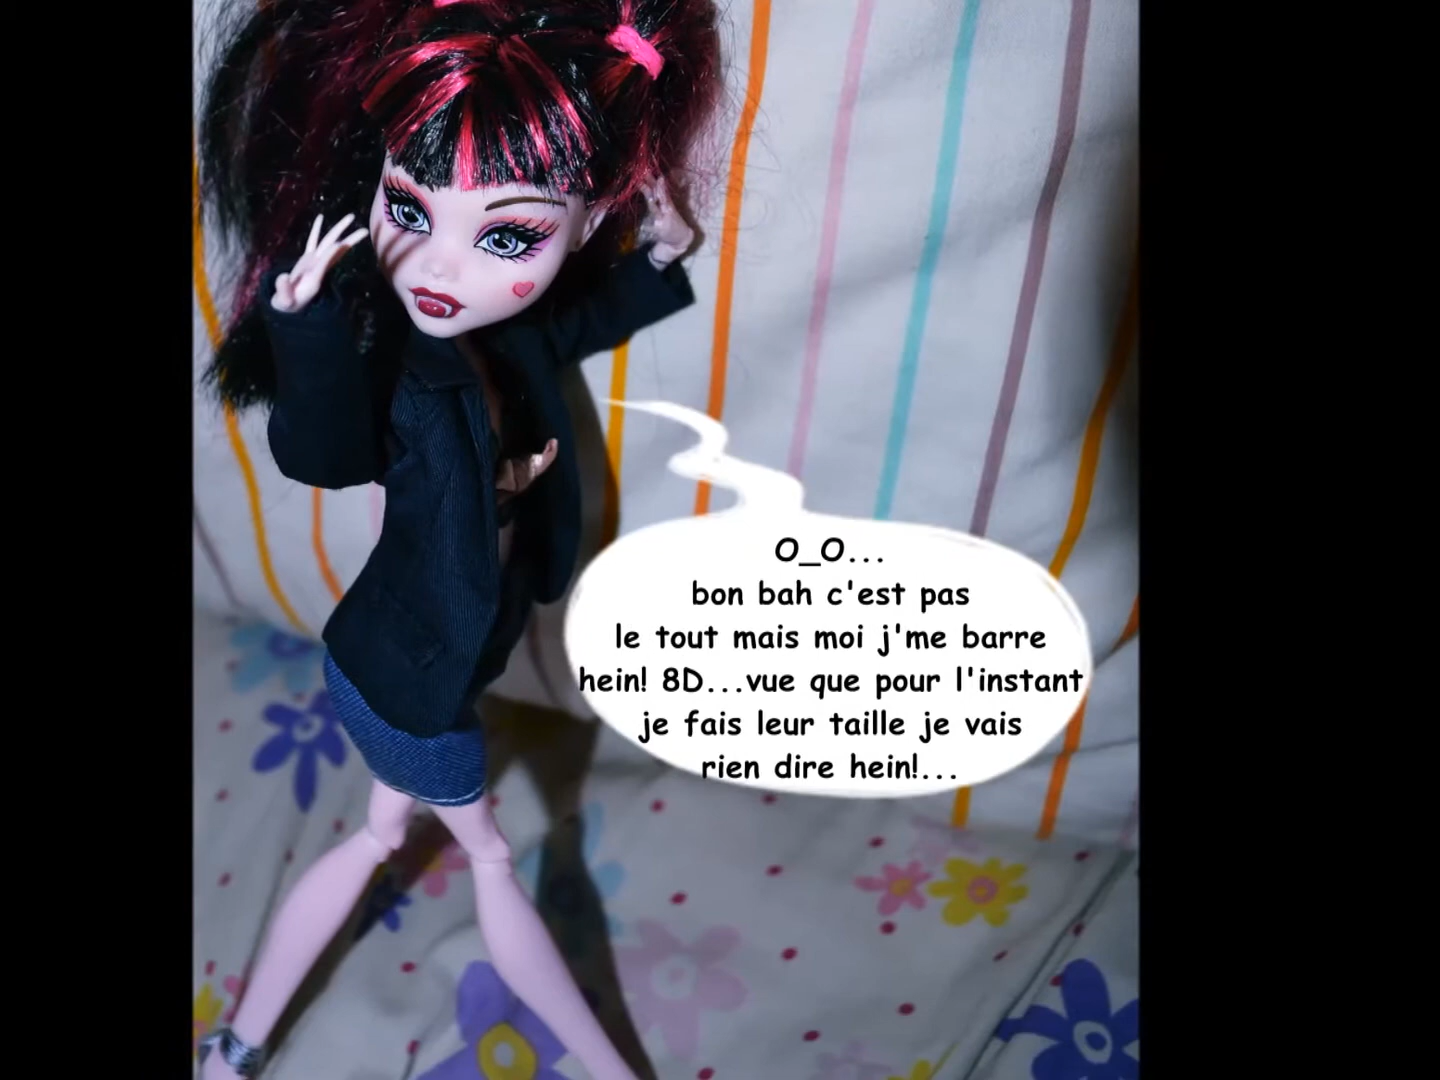 O_O...
bon bah c'est pas
le tout mais moi j'me barre
hein! 8D...vue que pour l'instant
je fais leur taille je vais
rien dire hein!...